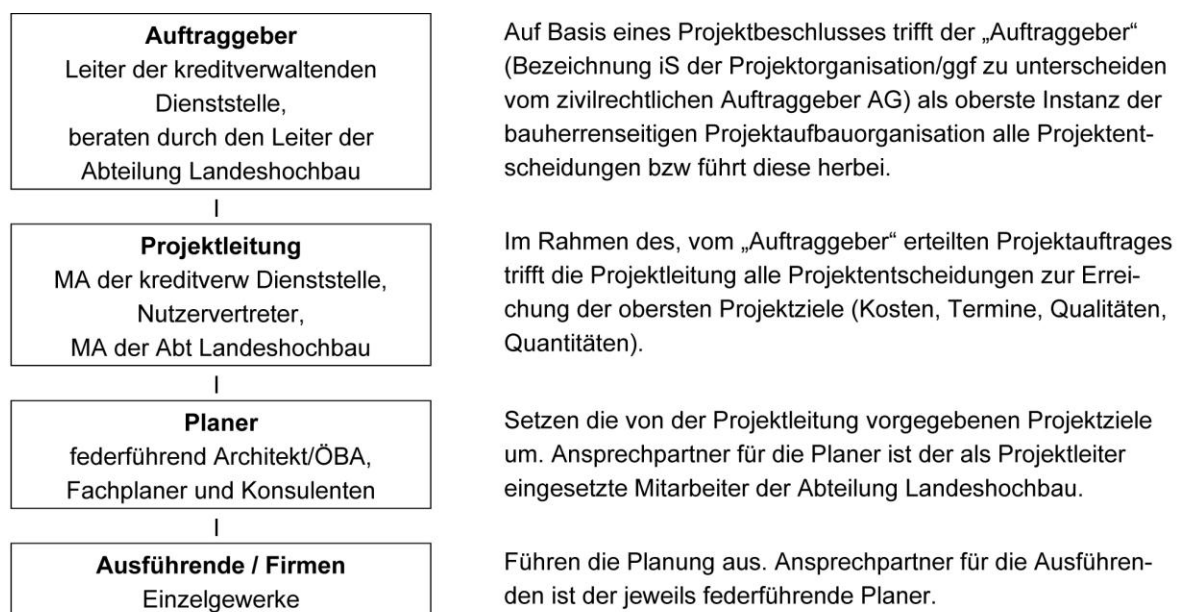 Auftraggeber
Leiter der kreditverwaltenden
Dienststelle,
beraten durch den Leiter der
Abteilung Landeshochbau
Auf Basis eines Projektbeschlusses trifft der „Auftraggeber“
(Bezeichnung iS der Projektorganisation/ggf zu unterscheiden
vom zivilrechtlichen Auftraggeber AG) als oberste Instanz der
bauherrenseitigen Projektaufbauorganisation alle Projektent-
scheidungen bzw führt diese herbei.
Projektleitung
MA der kreditverw Dienststelle,
Nutzervertreter,
MA der Abt Landeshochbau
Im Rahmen des, vom „Auftraggeber“ erteilten Projektauftrages
trifft die Projektleitung alle Projektentscheidungen zur Errei-
chung der obersten Projektziele (Kosten, Termine, Qualitäten,
Quantitäten).
Planer
federführend Architekt/ÖBA,
Fachplaner und Konsulenten
Setzen die von der Projektleitung vorgegebenen Projektziele
um. Ansprechpartner für die Planer ist der als Projektleiter
eingesetzte Mitarbeiter der Abteilung Landeshochbau.
Ausführende / Firmen
Einzelgewerke
Führen die Planung aus. Ansprechpartner für die Ausführen-
den ist der jeweils federführende Planer.